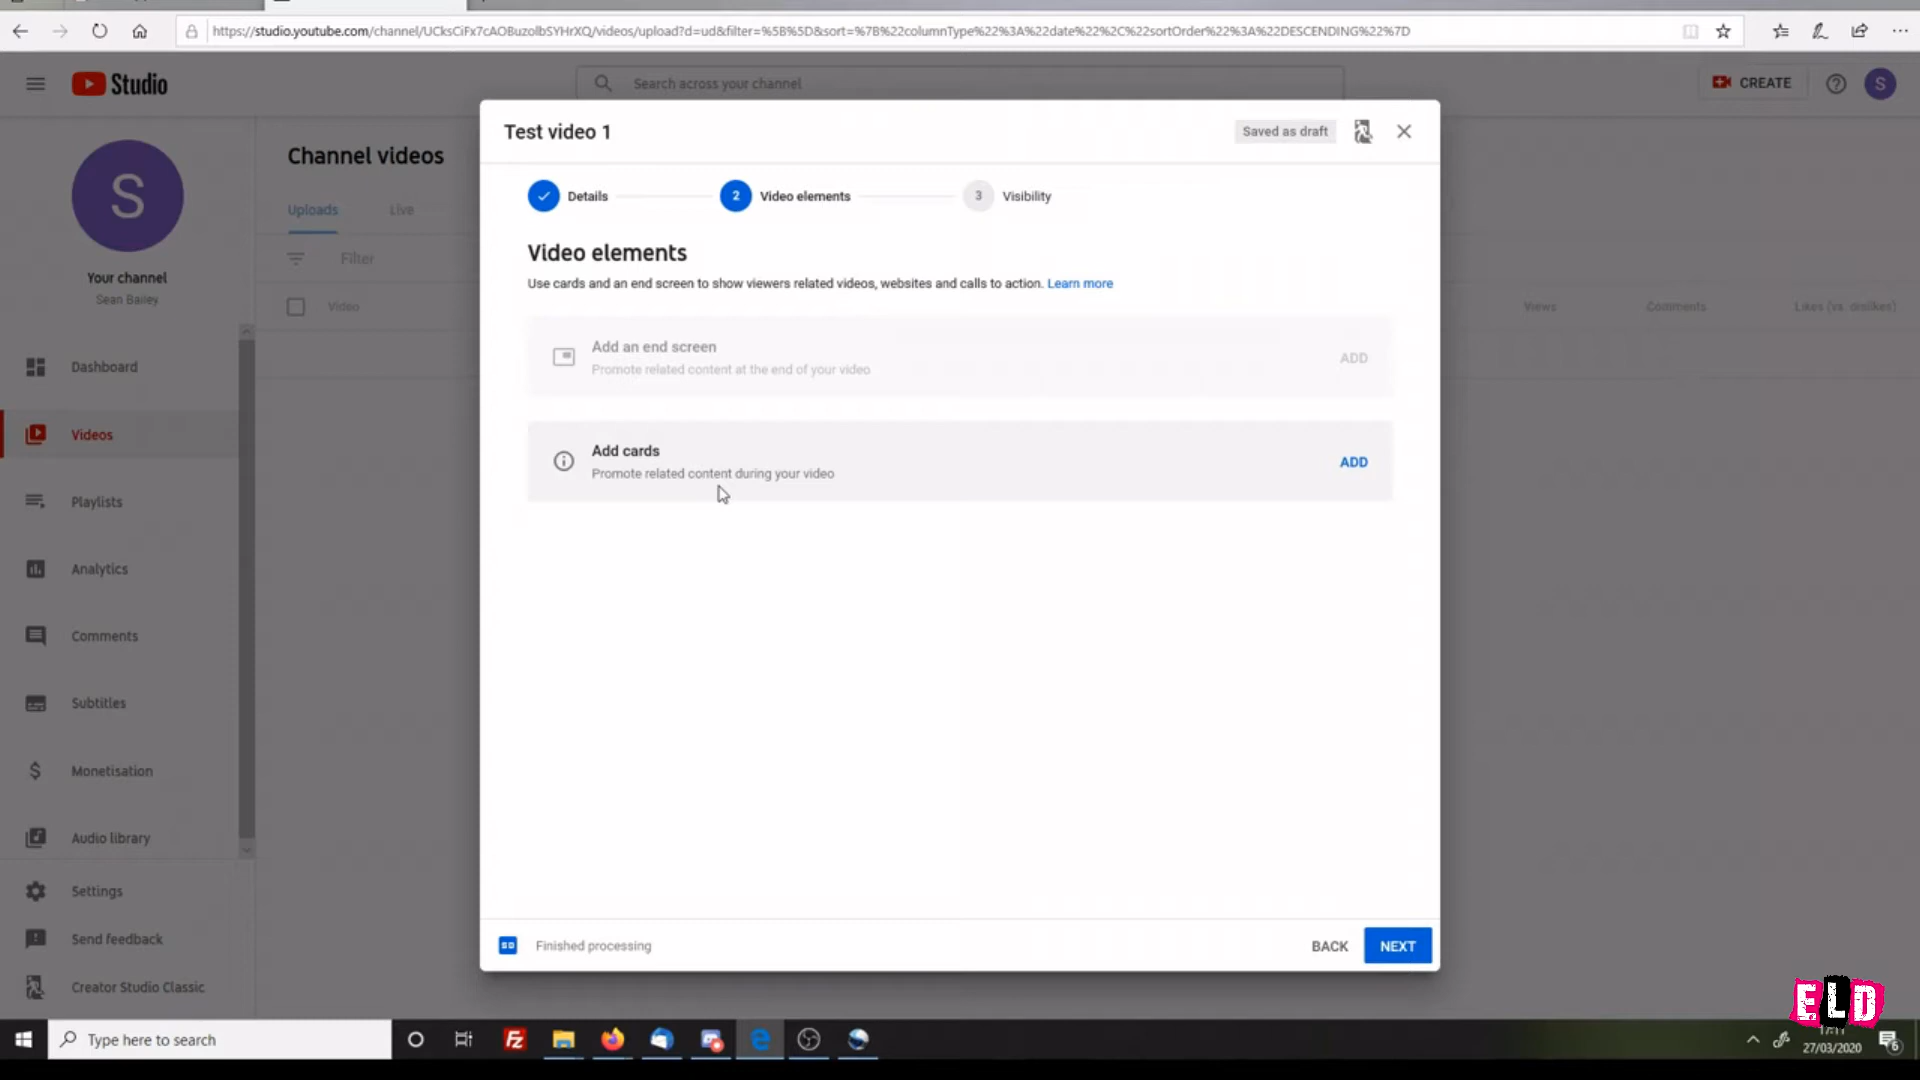 https://studio.youtube.com/channel/UCksCiFx7cAOBuzolbSYHrXQ/videos/upload?d=ud&filter=%5B%5D&sort=%7B%22columnType%22%3A%22date%22%2C%22sortOrder%22%3A%22DESCENDING%22%7D
Studio
Search across your channel
CREATE
S
S
Your channel
Sean Bailey
Dashboard
Videos
Playlists
Analytics
Comments
Subtitles
Monetisation
Audio library
Settings
Send feedback
Creator Studio Classic
Channel videos
Uploads
Live
Filter
Video
Views
Comments
Likes (vs. dislikes)
Test video 1
Saved as draft
Details
2
Video elements
3
Visibility
Video elements
Use cards and an end screen to show viewers related videos, websites and calls to action. Learn more
Add an end screen
ADD
Promote related content at the end of your video
Add cards
ADD
Promote related content during your video
SD
Finished processing
BACK
NEXT
ELD
Type here to search
17:11
27/03/2020
6